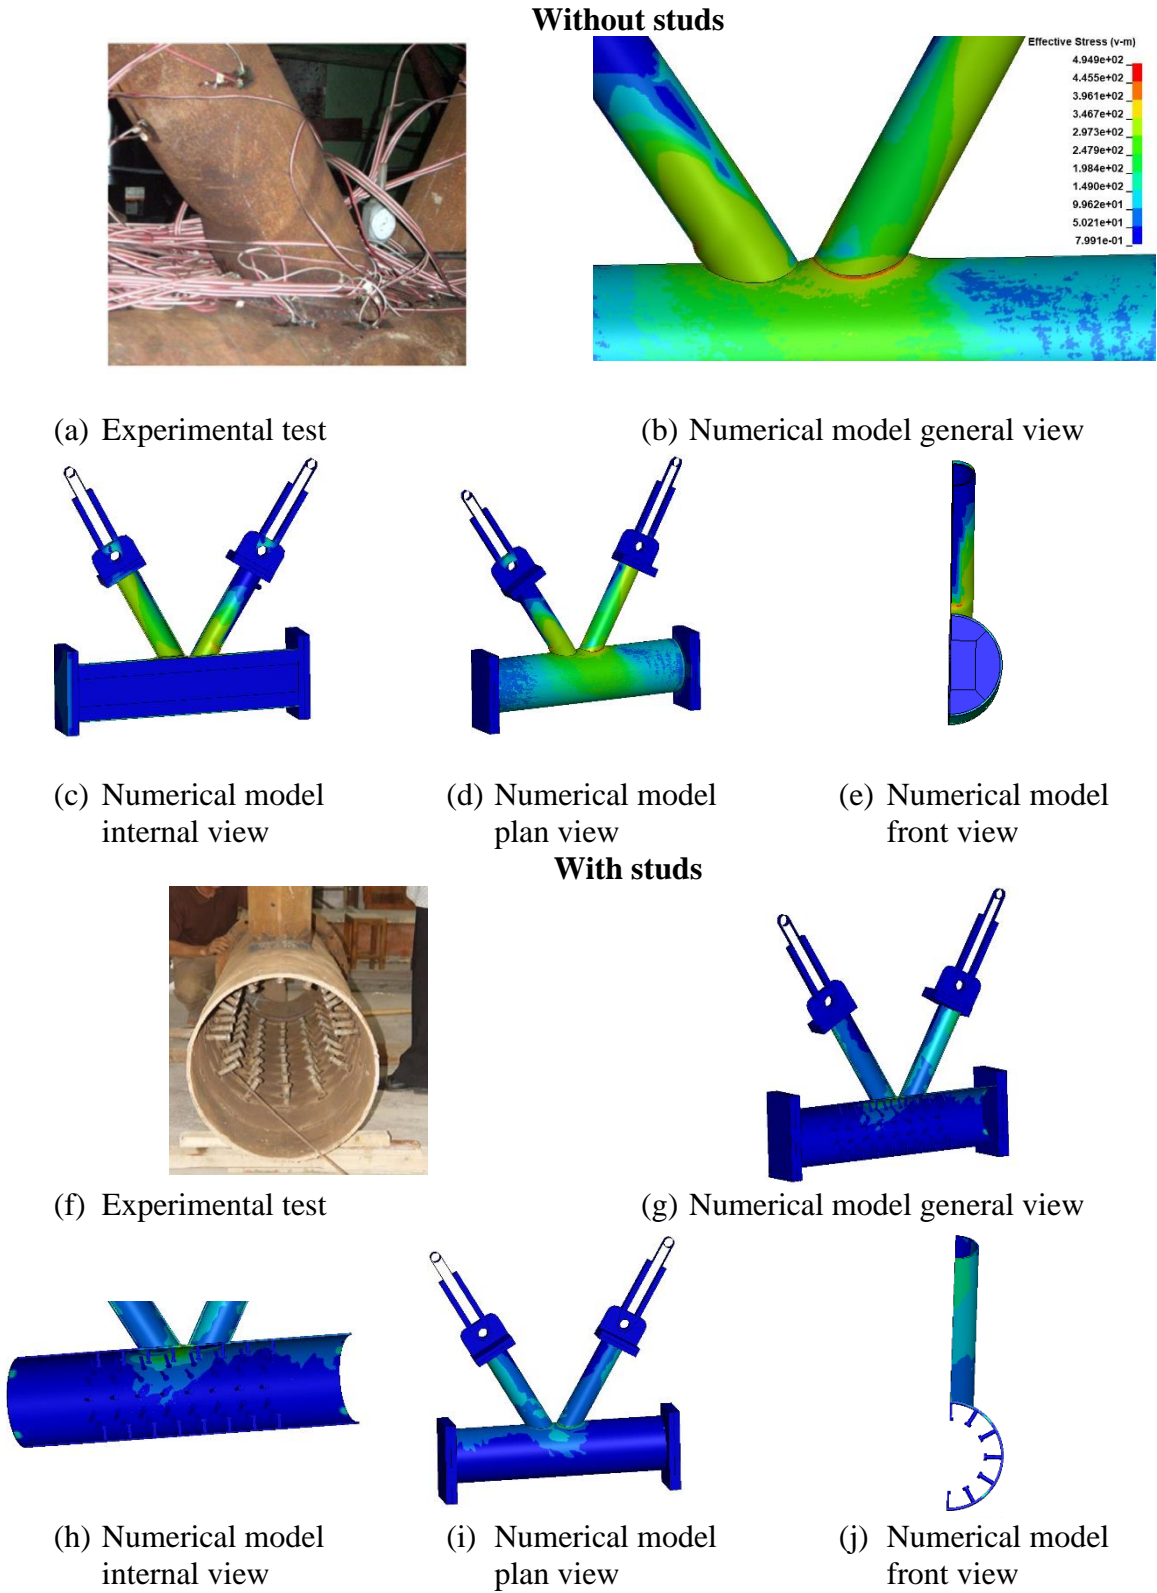 Without studs
Effective Stress (v-m)
4.949e+02
4.455e+02
3.961e+02
3.467e+02
2.973e+02
2.479e+02
1.984e+02
1.490e+02
9.962e+01
5.021e+01
7.991e-01
(a) Experimental test
(b) Numerical model general view
(c) Numerical model
internal view
(d) Numerical model
plan view
(e) Numerical model
front view
With studs
(f) Experimental test
(g) Numerical model general view
(h) Numerical model
internal view
(i) Numerical model
plan view
(j) Numerical model
front view